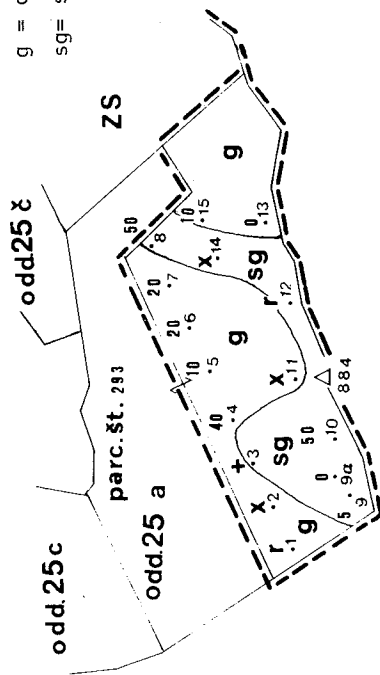 odd.25 c
odd.25 č
ZS
g =
sg=
parc.št. 293
odd.25 a
r .1
x .2
+ .3
40 .4
10 .5
20 .6
20 .7
50 .8
5 9
0 9a
50 .10
x .11
r .12
0 .13
x .14
10 .15
g
sg
g
sg
g
△ 884